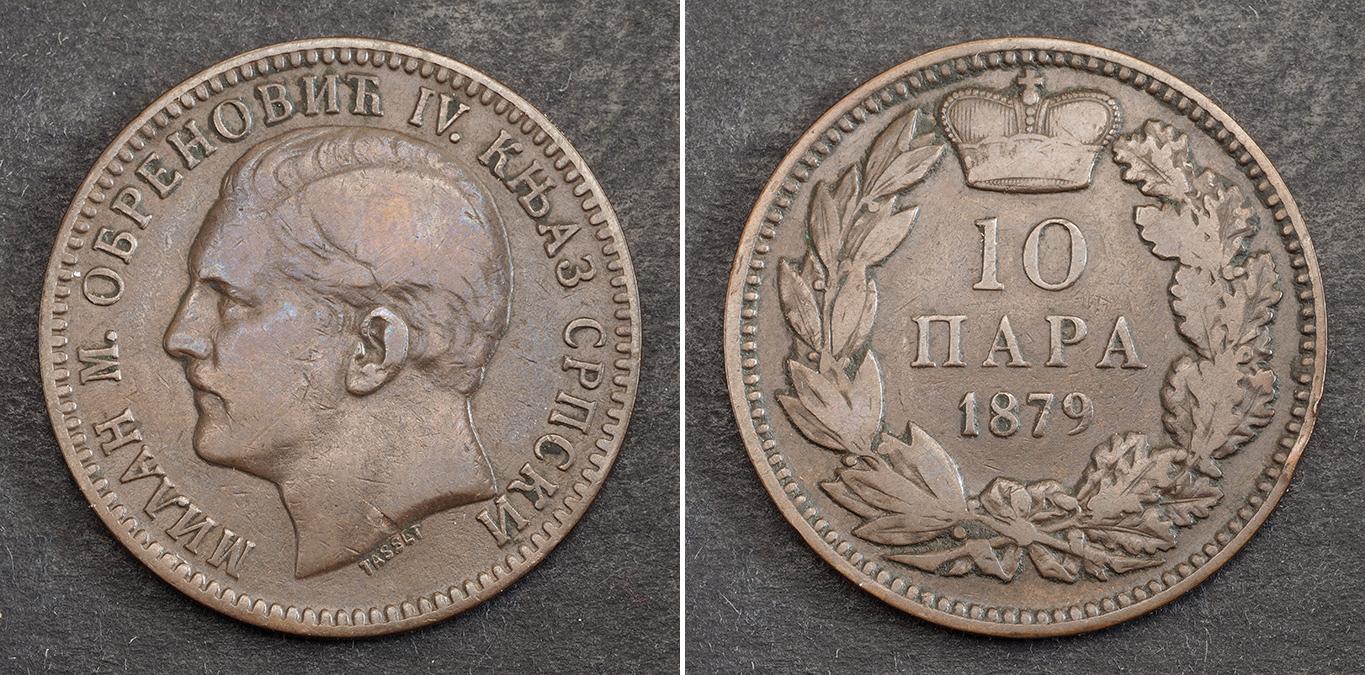 МИЛАН М. ОБРЕНОВИЋ IV. КЊАЗ СРПСКИ
TASSET
10
ПАРА
1879